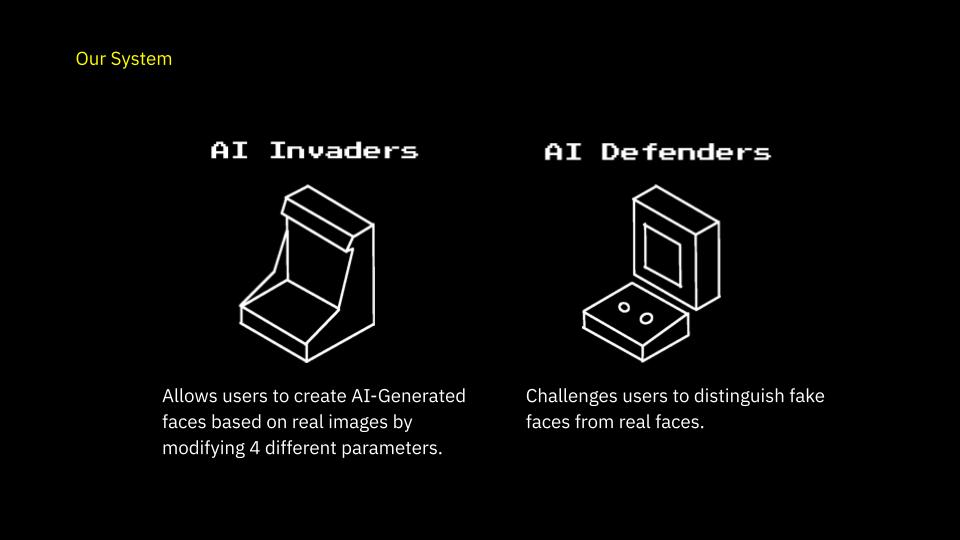 Our System
AI Invaders
AI Defenders
Allows users to create AI-Generated
faces based on real images by
modifying 4 different parameters.
Challenges users to distinguish fake
faces from real faces.